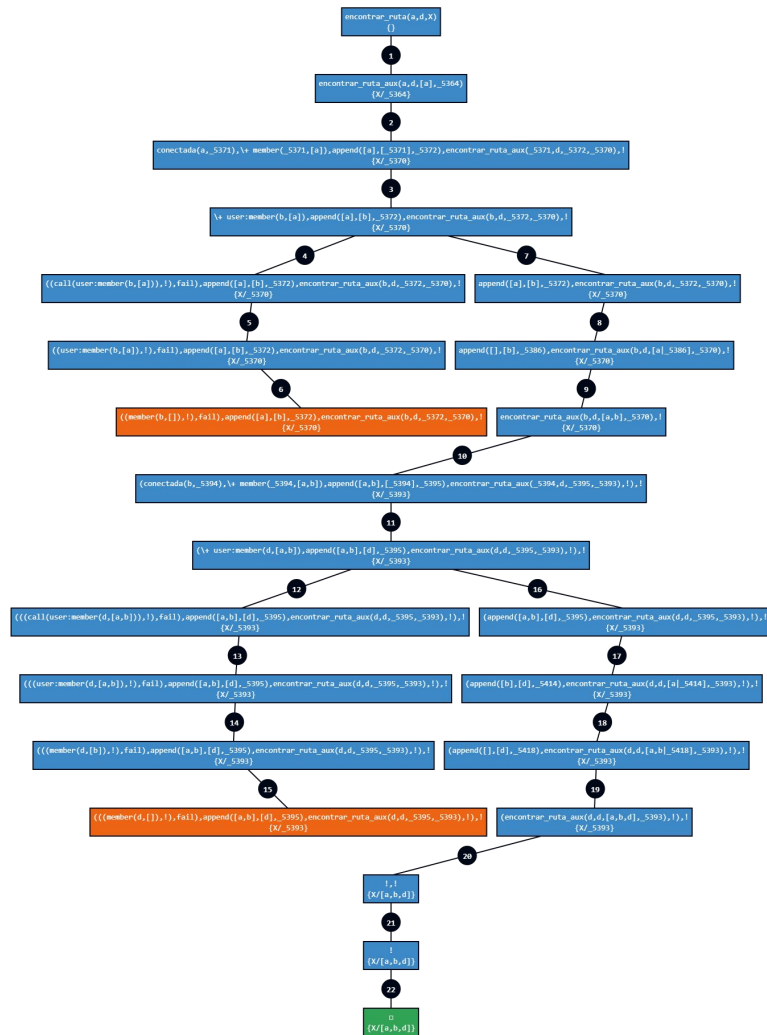 encontrar_ruta(a,d,X)
{}
1
encontrar_ruta_aux(a,d,[a],_5364)
{X/_5364}
2
conectada(a,_5371),\+ member(_5371,[a]),append([a],[_5371],_5372),encontrar_ruta_aux(_5371,d,_5372,_5370),!
{X/_5370}
3
\+ user:member(b,[a]),append([a],[b],_5372),encontrar_ruta_aux(b,d,_5372,_5370),!
{X/_5370}
4
7
((call(user:member(b,[a])),!),fail),append([a],[b],_5372),encontrar_ruta_aux(b,d,_5372,_5370),!
{X/_5370}
append([a],[b],_5372),encontrar_ruta_aux(b,d,_5372,_5370),!
{X/_5370}
5
8
((user:member(b,[a]),!),fail),append([a],[b],_5372),encontrar_ruta_aux(b,d,_5372,_5370),!
{X/_5370}
append([],[b],_5386),encontrar_ruta_aux(b,d,[a|_5386],_5370),!
{X/_5370}
6
9
((member(b,[]),!),fail),append([a],[b],_5372),encontrar_ruta_aux(b,d,_5372,_5370),!
{X/_5370}
encontrar_ruta_aux(b,d,[a,b],_5370),!
{X/_5370}
10
(conectada(b,_5394),\+ member(_5394,[a,b]),append([a,b],[_5394],_5395),encontrar_ruta_aux(_5394,d,_5395,_5393),!),!
{X/_5393}
11
(\+ user:member(d,[a,b]),append([a,b],[d],_5395),encontrar_ruta_aux(d,d,_5395,_5393),!),!
{X/_5393}
12
16
(((call(user:member(d,[a,b])),!),fail),append([a,b],[d],_5395),encontrar_ruta_aux(d,d,_5395,_5393),!),!
{X/_5393}
(append([a,b],[d],_5395),encontrar_ruta_aux(d,d,_5395,_5393),!),!
{X/_5393}
13
17
(((user:member(d,[a,b]),!),fail),append([a,b],[d],_5395),encontrar_ruta_aux(d,d,_5395,_5393),!),!
{X/_5393}
(append([b],[d],_5414),encontrar_ruta_aux(d,d,[a|_5414],_5393),!),!
{X/_5393}
14
18
(((member(d,[b]),!),fail),append([a,b],[d],_5395),encontrar_ruta_aux(d,d,_5395,_5393),!),!
{X/_5393}
(append([],[d],_5418),encontrar_ruta_aux(d,d,[a,b|_5418],_5393),!),!
{X/_5393}
15
19
(((member(d,[]),!),fail),append([a,b],[d],_5395),encontrar_ruta_aux(d,d,_5395,_5393),!),!
{X/_5393}
(encontrar_ruta_aux(d,d,[a,b,d],_5393),!),!
{X/_5393}
20
!,!
{X/[a,b,d]}
21
!
{X/[a,b,d]}
22
□
{X/[a,b,d]}